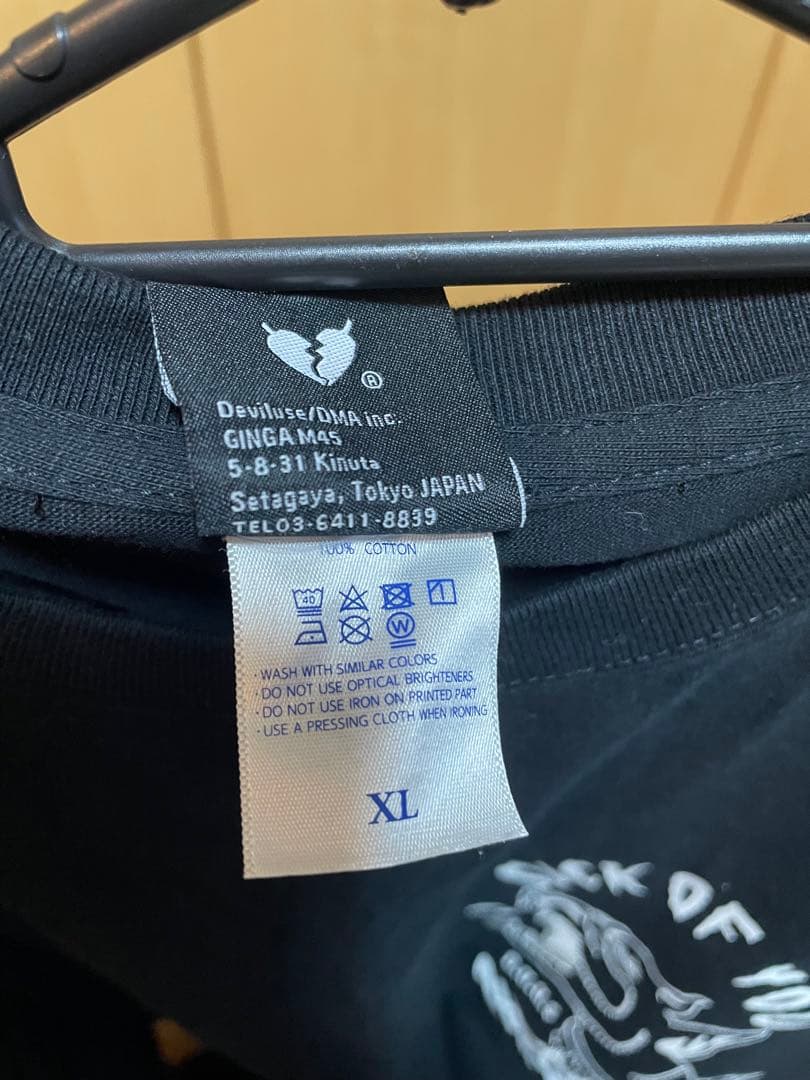 ®
Deviluse/DMA inc.
GINGA M45
5-8-31 Kinuta
Setagaya, Tokyo JAPAN
TEL03-6411-8839
100% COTTON
40
W
・WASH WITH SIMILAR COLORS
・DO NOT USE OPTICAL BRIGHTENERS
・DO NOT USE IRON ON PRINTED PART
・USE A PRESSING CLOTH WHEN IRONING
XL
OF